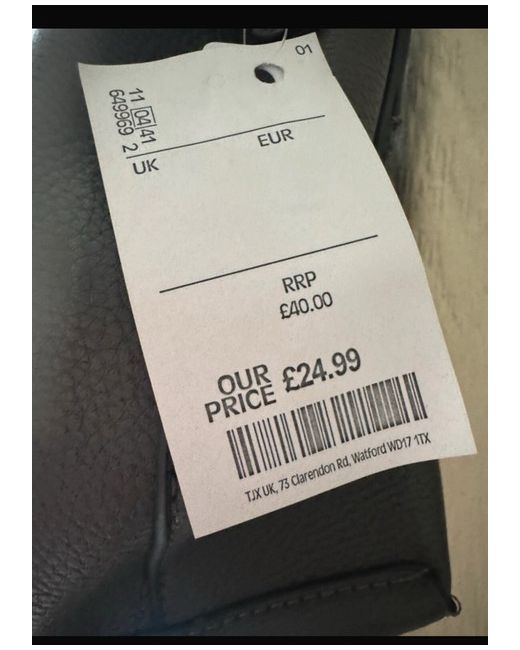 01
11 04 41
649969 2
UK
EUR
RRP
£40.00
OUR
PRICE £24.99
TJX UK, 73 Clarendon Rd, Watford WD17 1TX